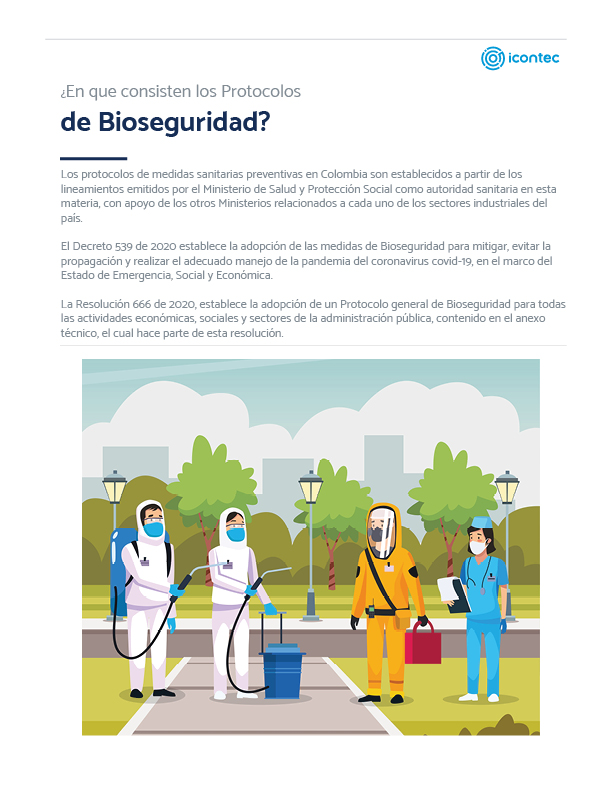 icontec
¿En que consisten los Protocolos
de Bioseguridad?
Los protocolos de medidas sanitarias preventivas en Colombia son establecidos a partir de los
lineamientos emitidos por el Ministerio de Salud y Protección Social como autoridad sanitaria en esta
materia, con apoyo de los otros Ministerios relacionados a cada uno de los sectores industriales del
país.
El Decreto 539 de 2020 establece la adopción de las medidas de Bioseguridad para mitigar, evitar la
propagación y realizar el adecuado manejo de la pandemia del coronavirus covid-19, en el marco del
Estado de Emergencia, Social y Económica.
La Resolución 666 de 2020, establece la adopción de un Protocolo general de Bioseguridad para todas
las actividades económicas, sociales y sectores de la administración pública, contenido en el anexo
técnico, el cual hace parte de esta resolución.